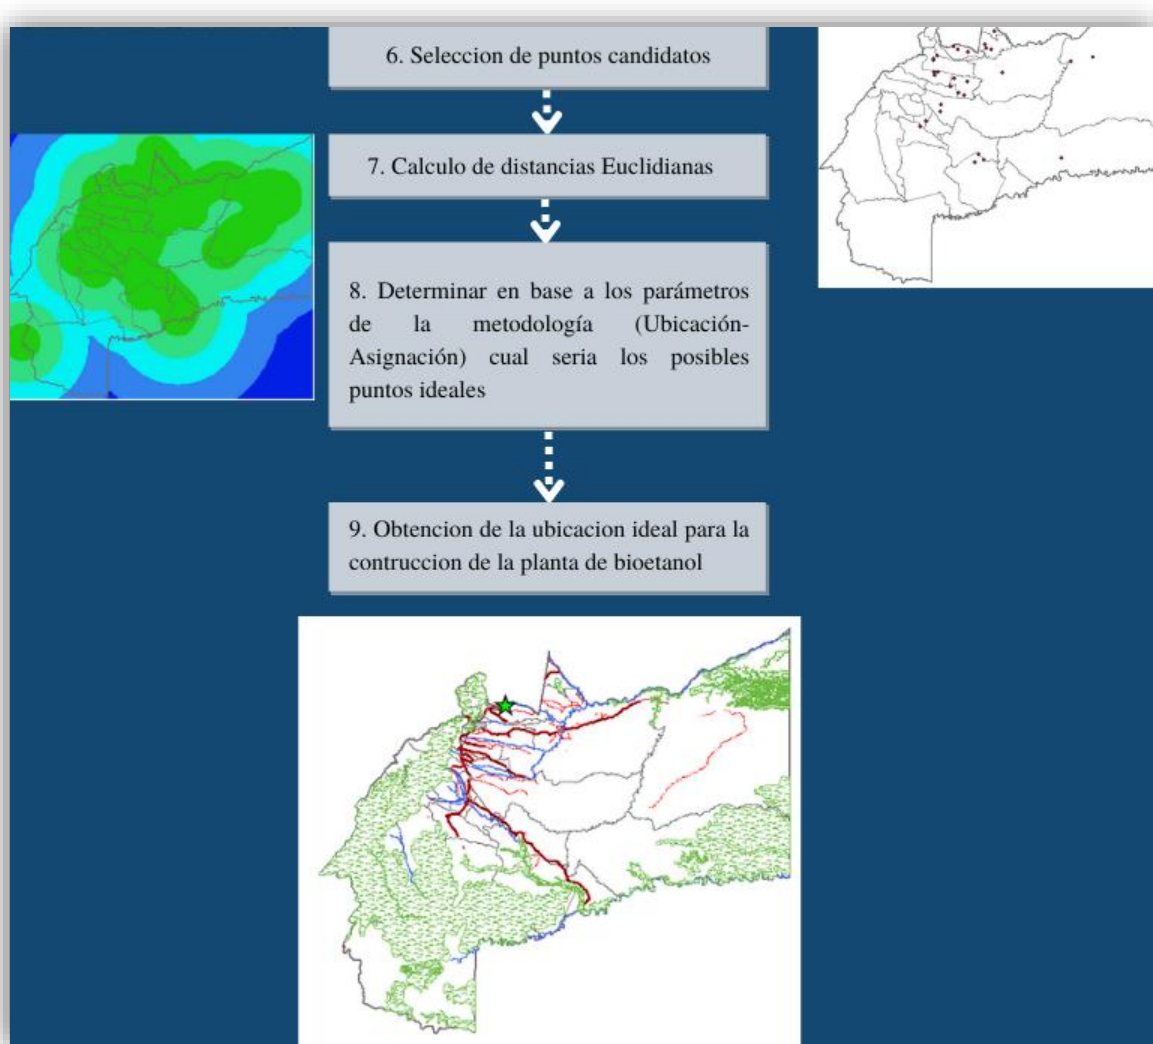 6. Seleccion de puntos candidatos
7. Calculo de distancias Euclidianas
8. Determinar en base a los parámetros
de la metodología (Ubicación-
Asignación) cual seria los posibles
puntos ideales
9. Obtencion de la ubicacion ideal para la
contruccion de la planta de bioetanol